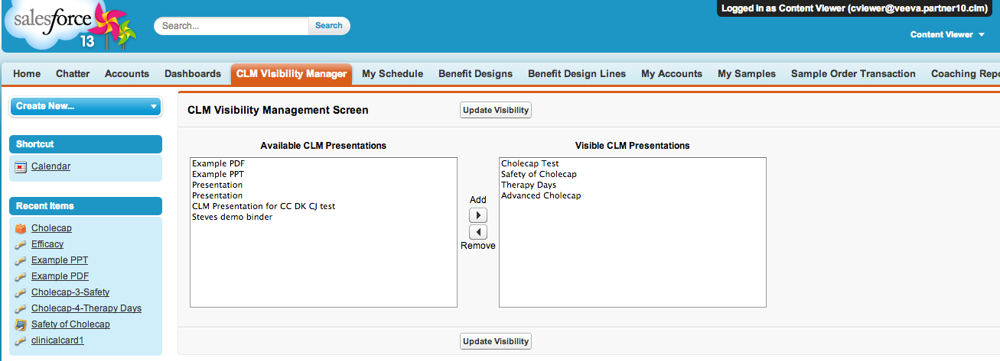 Logged in as Content Viewer (cviewer@veeva.partner10.clm)
salesforce
13
Search...
Search
Content Viewer
Home Chatter Accounts Dashboards CLM Visibility Manager My Schedule Benefit Designs Benefit Design Lines My Accounts My Samples Sample Order Transaction Coaching Repo
Create New...
Shortcut
Calendar
Recent Items
Cholecap
Efficacy
Example PPT
Example PDF
Cholecap-3-Safety
Cholecap-4-Therapy Days
Safety of Cholecap
clinicalcard1
CLM Visibility Management Screen
Update Visibility
Available CLM Presentations
Example PDF
Example PPT
Presentation
Presentation
CLM Presentation for CC DK CJ test
Steves demo binder
Add
Remove
Visible CLM Presentations
Cholecap Test
Safety of Cholecap
Therapy Days
Advanced Cholecap
Update Visibility